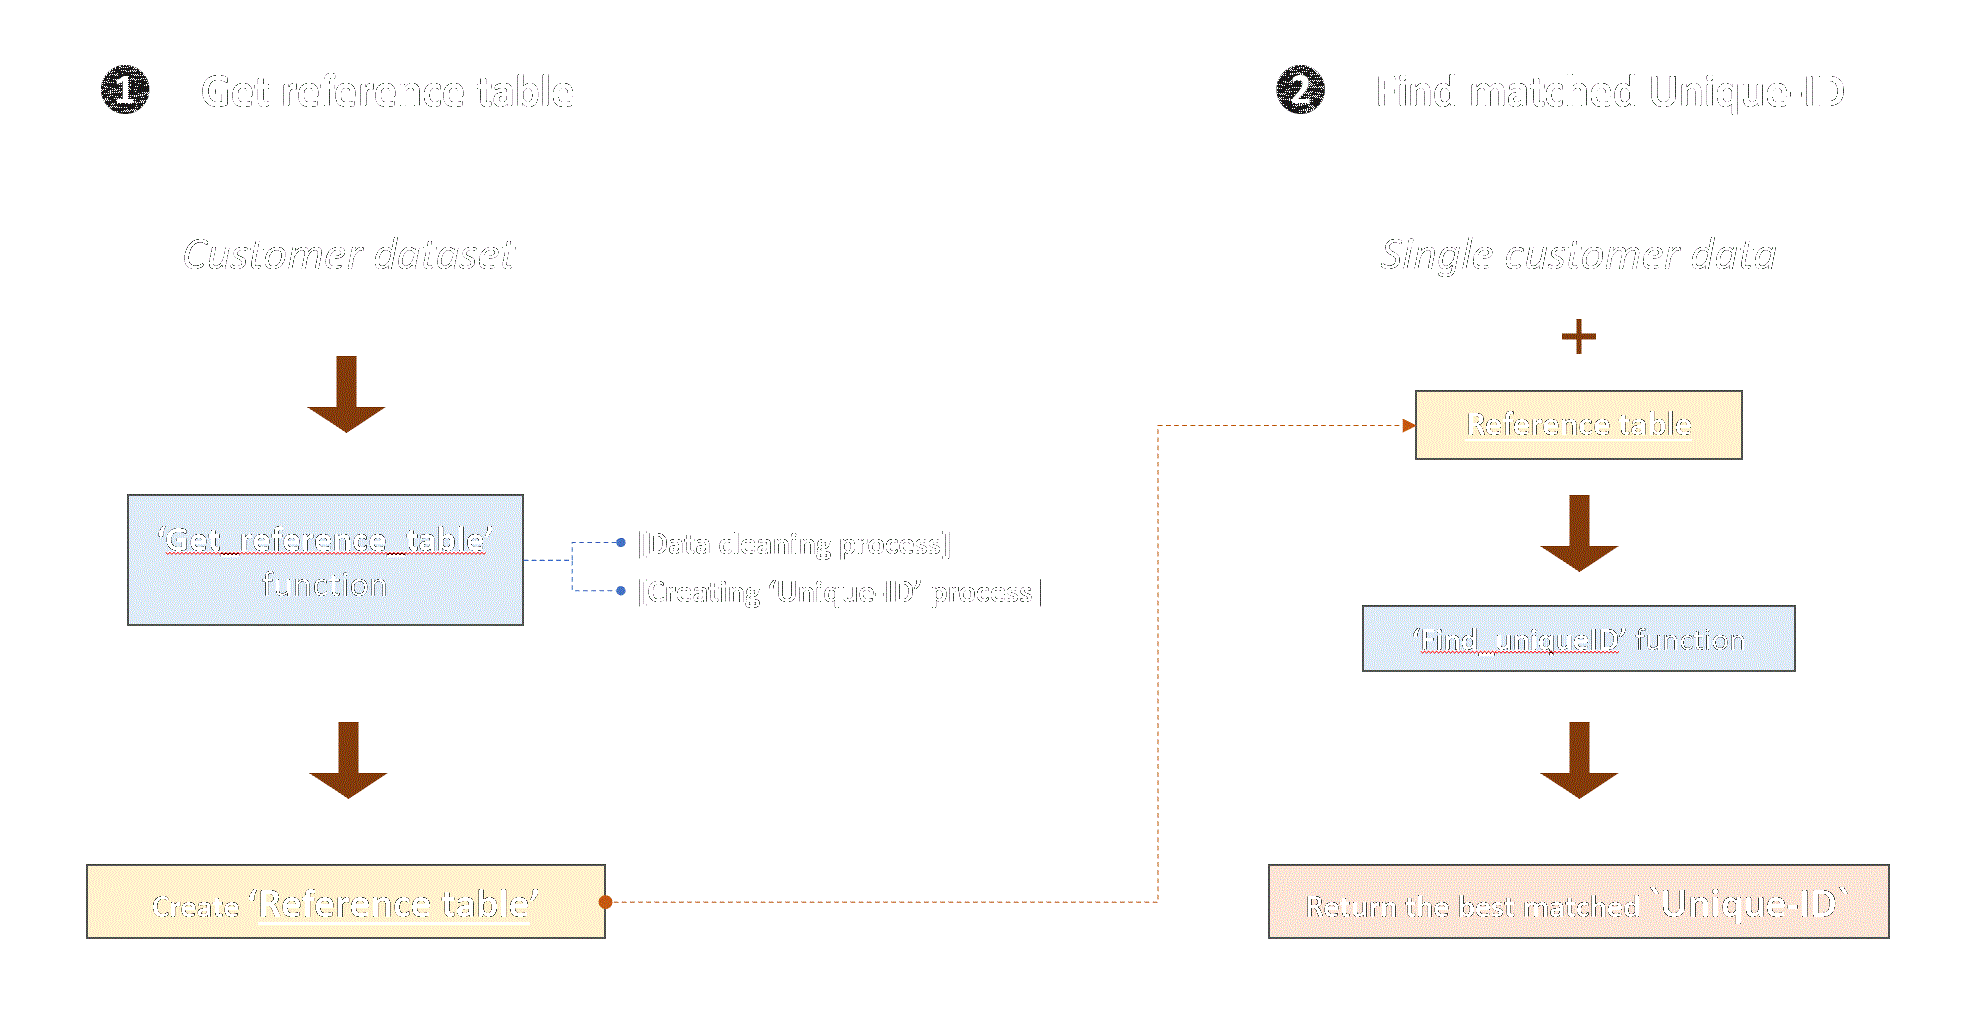 1 Get reference table
Customer dataset
‘Get_reference_table’
function
[Data cleaning process]
[Creating ‘Unique-ID’ process]
Create ‘Reference table’
2 Find matched Unique-ID
Single customer data
+
Reference table
‘Find_uniqueID’ function
Return the best matched `Unique-ID`